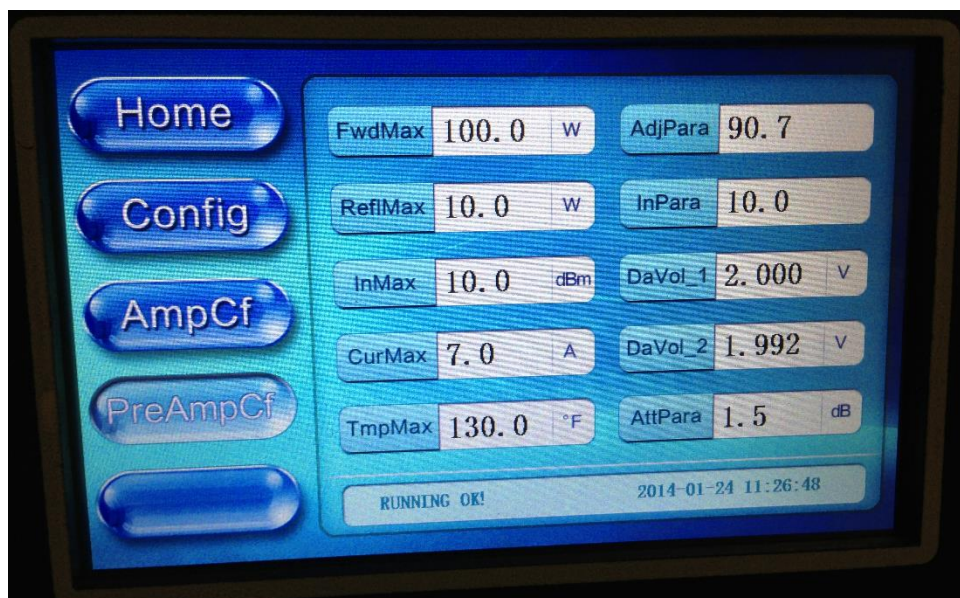 Home
Config
AmpCf
PreAmpCf
FwdMax 100.0 W
ReflMax 10.0 W
InMax 10.0 dBm
CurMax 7.0 A
TmpMax 130.0 °F
AdjPara 90.7
InPara 10.0
DaVol_1 2.000 V
DaVol_2 1.992 V
AttPara 1.5 dB
RUNNING OK!
2014-01-24 11:26:48